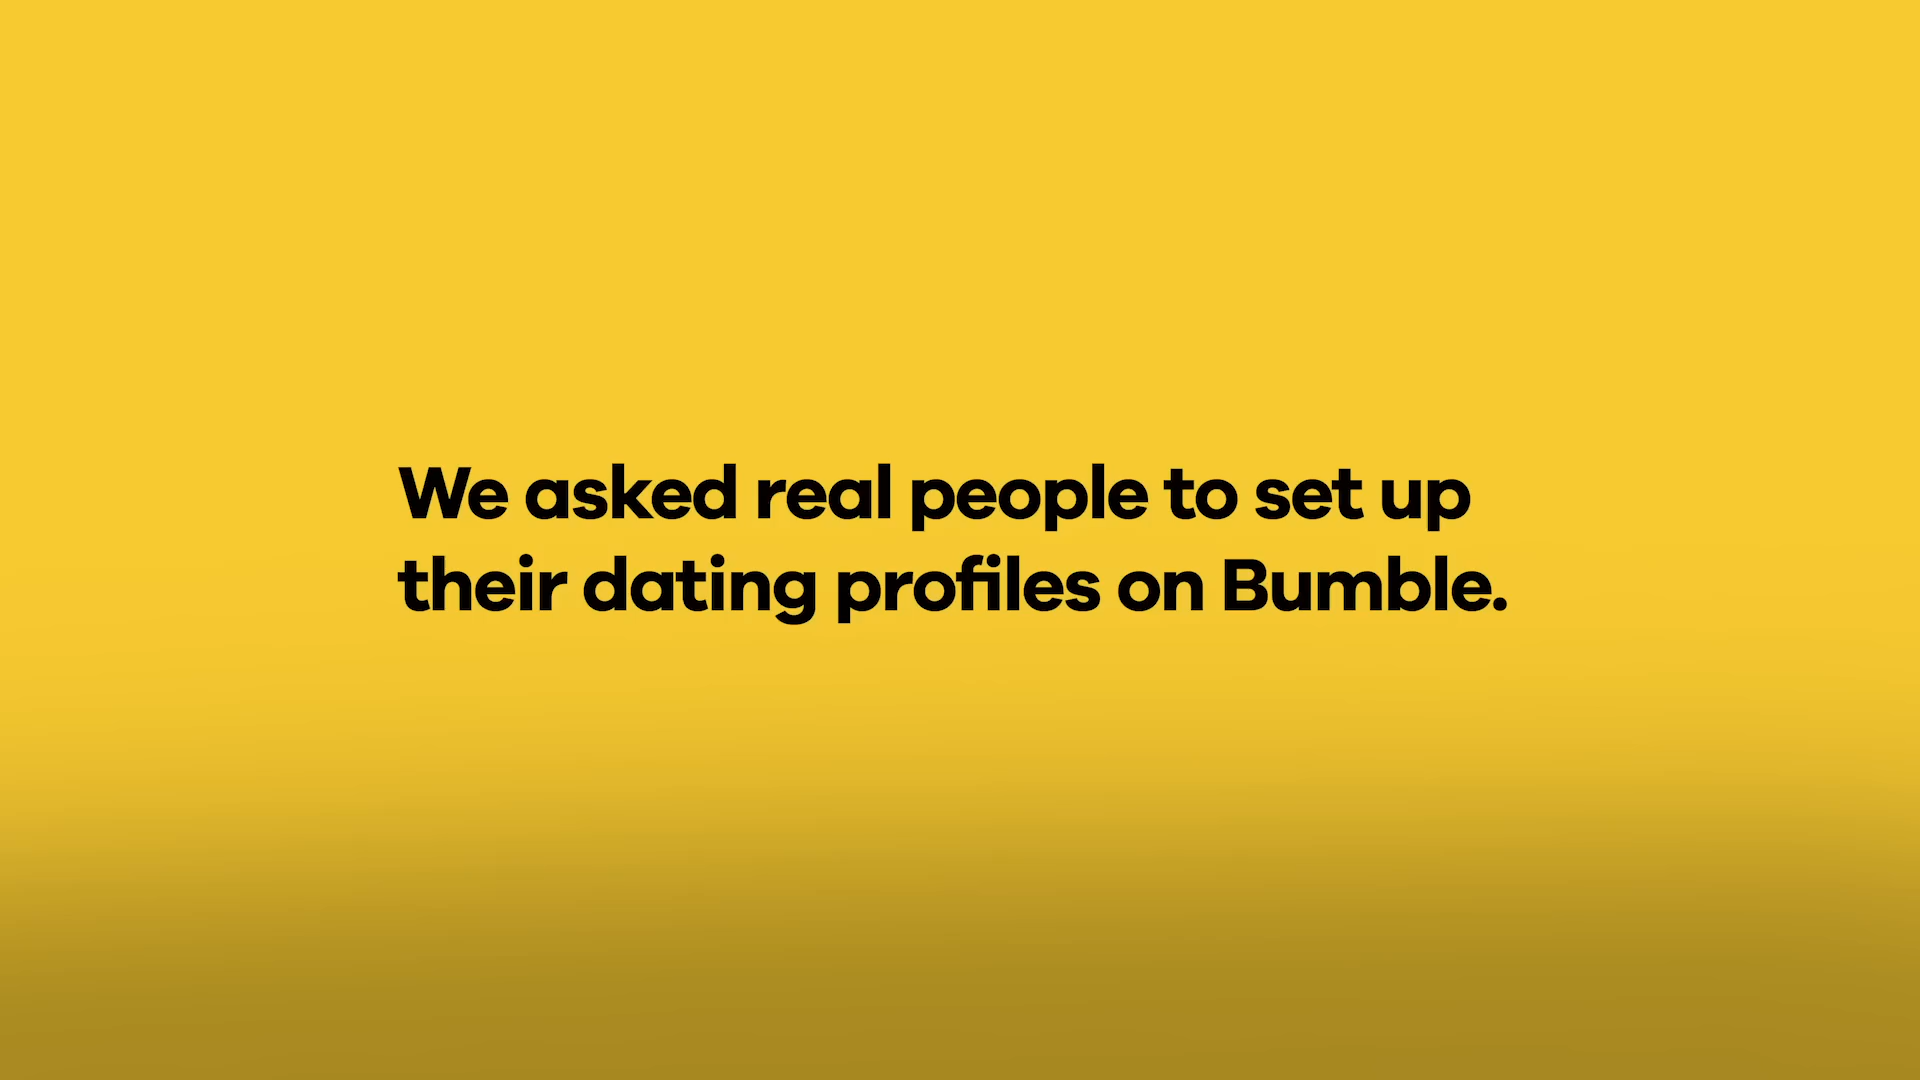 We asked real people to set up
their dating profiles on Bumble.